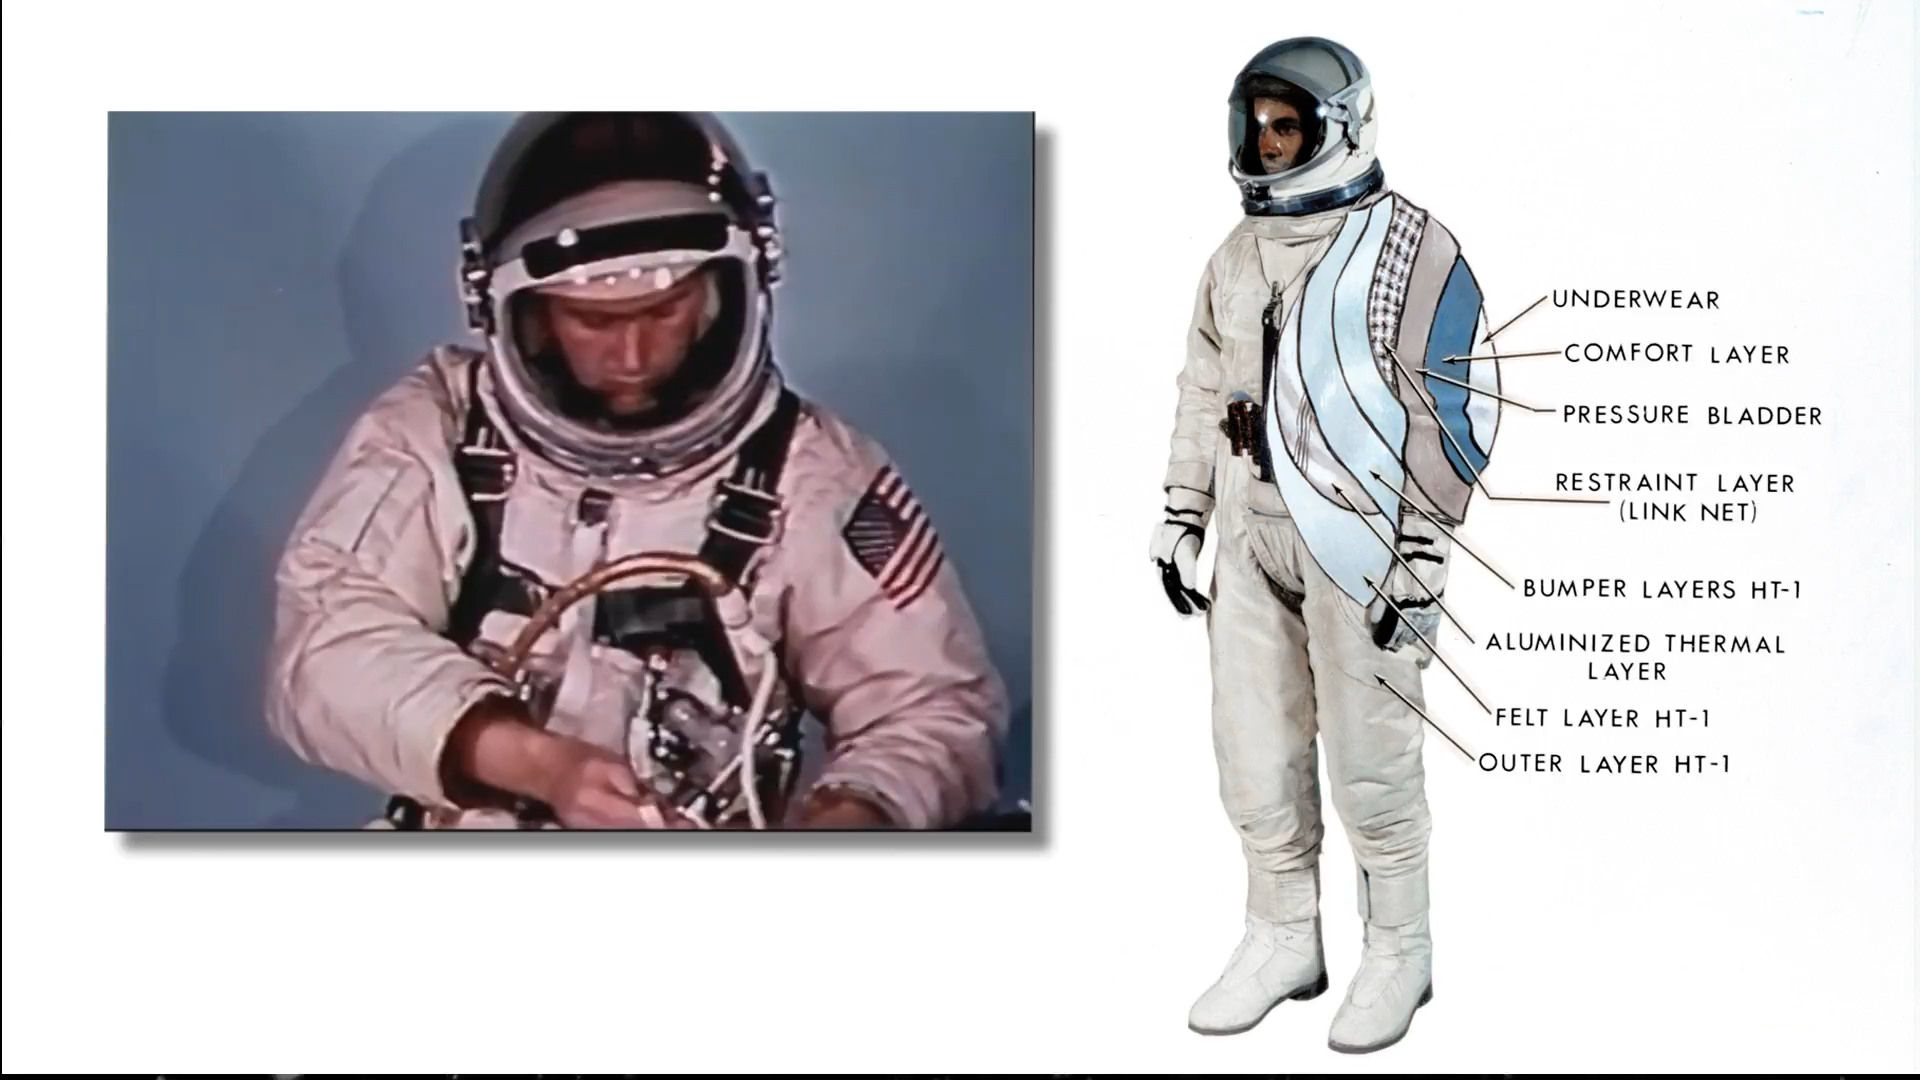 UNDERWEAR
COMFORT LAYER
PRESSURE BLADDER
RESTRAINT LAYER
(LINK NET)
BUMPER LAYERS HT-1
ALUMINIZED THERMAL
LAYER
FELT LAYER HT-1
OUTER LAYER HT-1